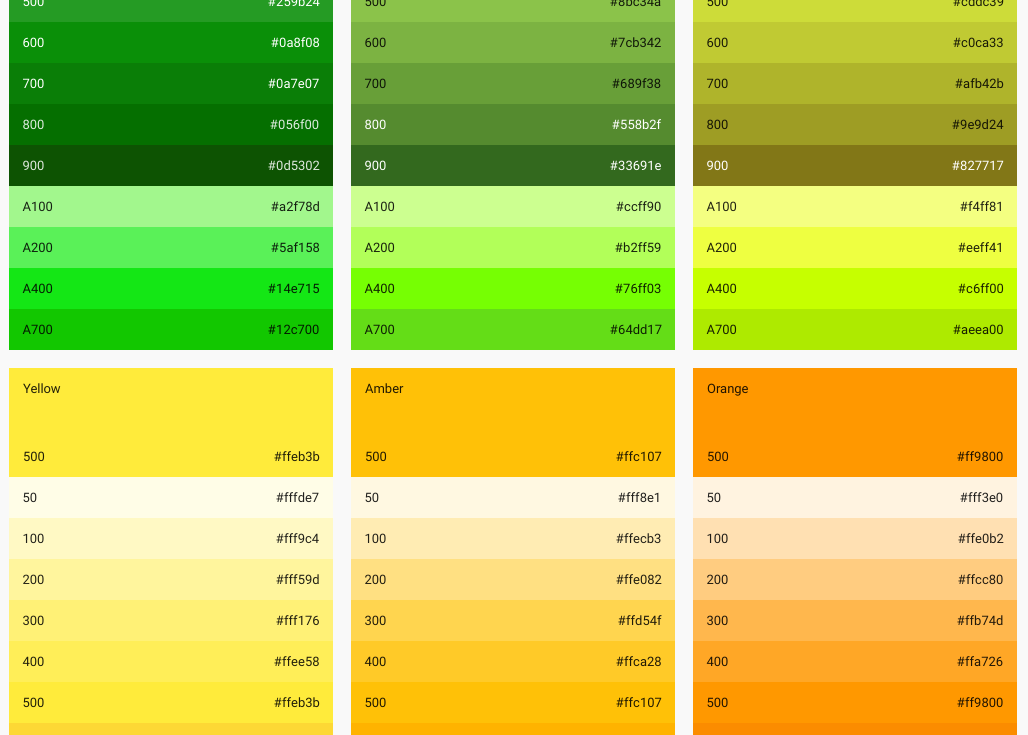 500 #259b24
600 #0a8f08
700 #0a7e07
800 #056f00
900 #0d5302
A100 #a2f78d
A200 #5af158
A400 #14e715
A700 #12c700
500 #8bc34a
600 #7cb342
700 #689f38
800 #558b2f
900 #33691e
A100 #ccff90
A200 #b2ff59
A400 #76ff03
A700 #64dd17
500 #cddc39
600 #c0ca33
700 #afb42b
800 #9e9d24
900 #827717
A100 #f4ff81
A200 #eeff41
A400 #c6ff00
A700 #aeea00
Yellow
500 #ffeb3b
50 #fffde7
100 #fff9c4
200 #fff59d
300 #fff176
400 #ffee58
500 #ffeb3b
Amber
500 #ffc107
50 #fff8e1
100 #ffecb3
200 #ffe082
300 #ffd54f
400 #ffca28
500 #ffc107
Orange
500 #ff9800
50 #fff3e0
100 #ffe0b2
200 #ffcc80
300 #ffb74d
400 #ffa726
500 #ff9800